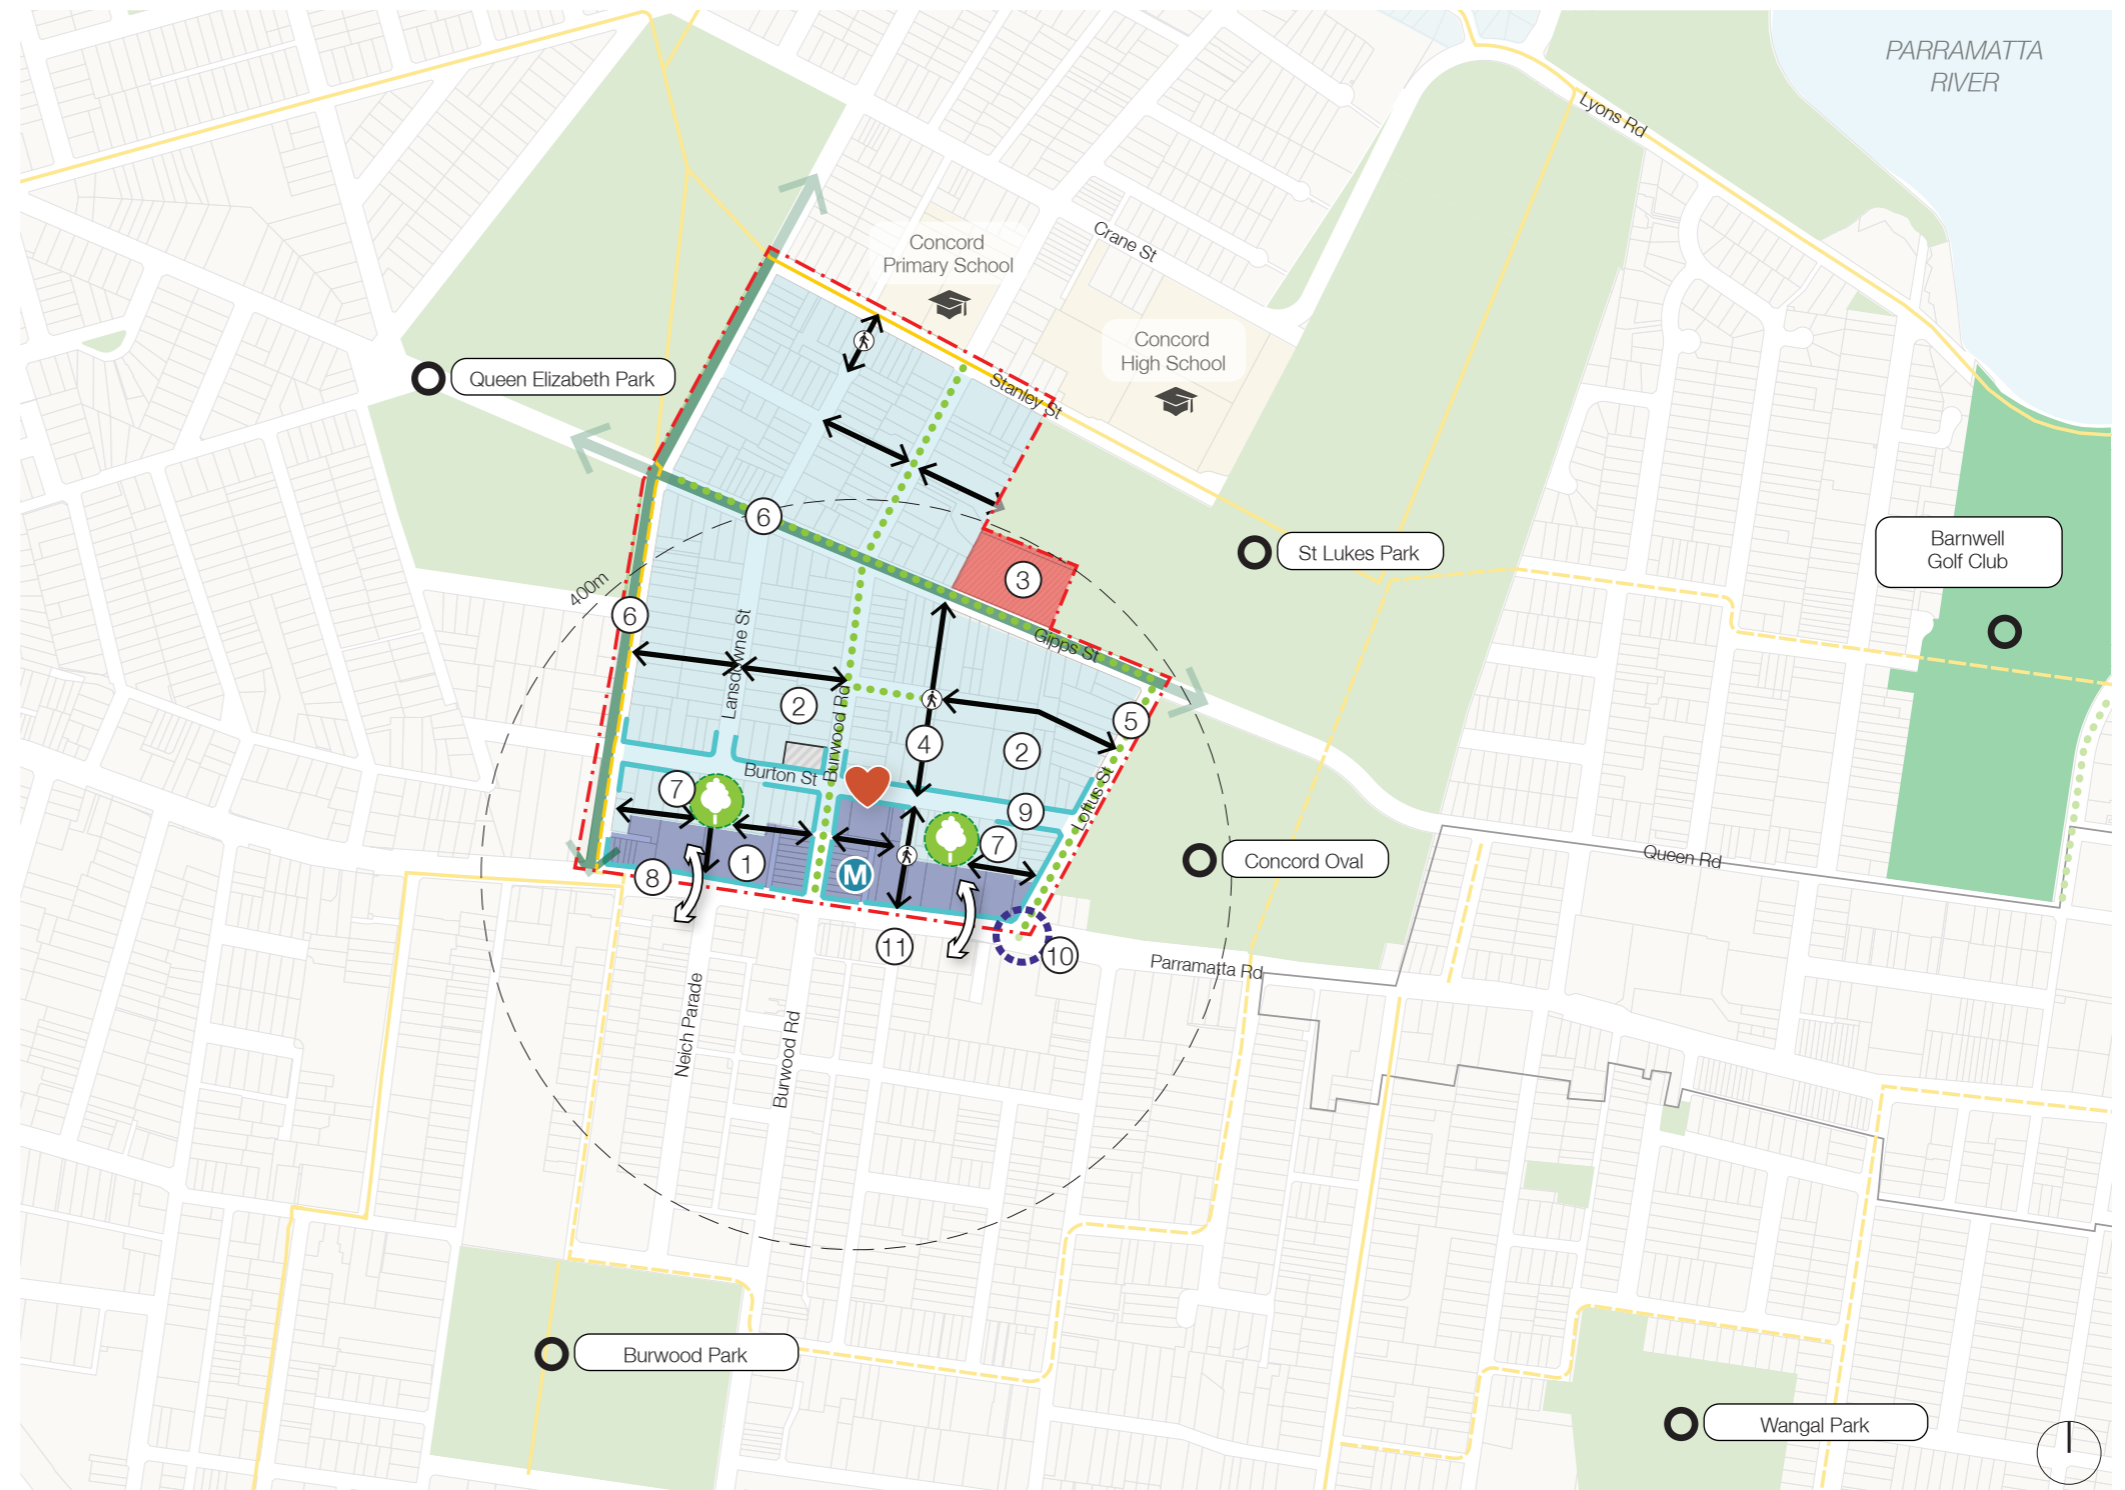 PARRAMATTA
RIVER
Lyons Rd
Crane St
Concord
Primary School
Concord
High School
Queen Elizabeth Park
Stanley St
6
St Lukes Park
Barnwell
Golf Club
3
400m
6
Gipps St
Lansdowne St
2
Burwood Rd
5
4
2
Burton St
7
9
Loftus St
7
Concord Oval
Queen Rd
1
8
M
11
10
Parramatta Rd
Neich Parade
Burwood Rd
Burwood Park
Wangal Park